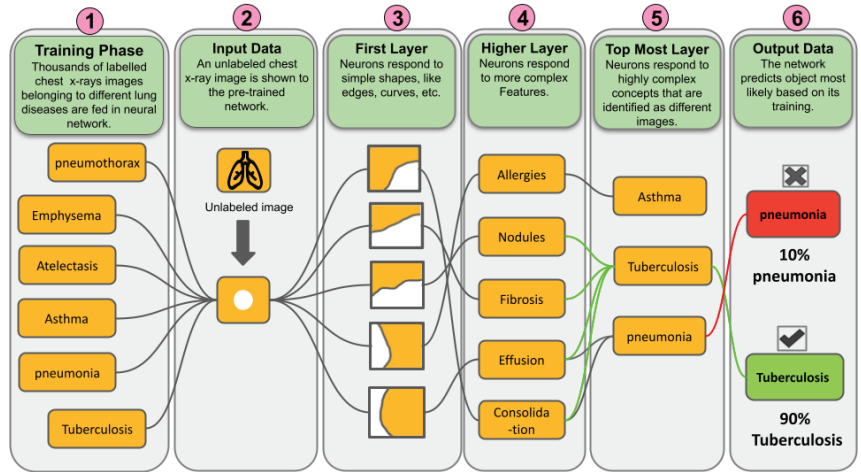 1
2
3
4
5
6
Training Phase
Thousands of labelled
chest x-rays images
belonging to different lung
diseases are fed in neural
network.
Input Data
An unlabeled chest
x-ray image is shown to
the pre-trained
network.
First Layer
Neurons respond to
simple shapes, like
edges, curves, etc.
Higher Layer
Neurons respond
to more complex
Features.
Top Most Layer
Neurons respond to
highly complex
concepts that are
identified as different
images.
Output Data
The network
predicts object most
likely based on its
training.
pneumothorax
Emphysema
Atelectasis
Asthma
pneumonia
Tuberculosis
Unlabeled image
Allergies
Nodules
Fibrosis
Effusion
Consolida
-tion
Asthma
Tuberculosis
pneumonia
pneumonia
10%
pneumonia
Tuberculosis
90%
Tuberculosis